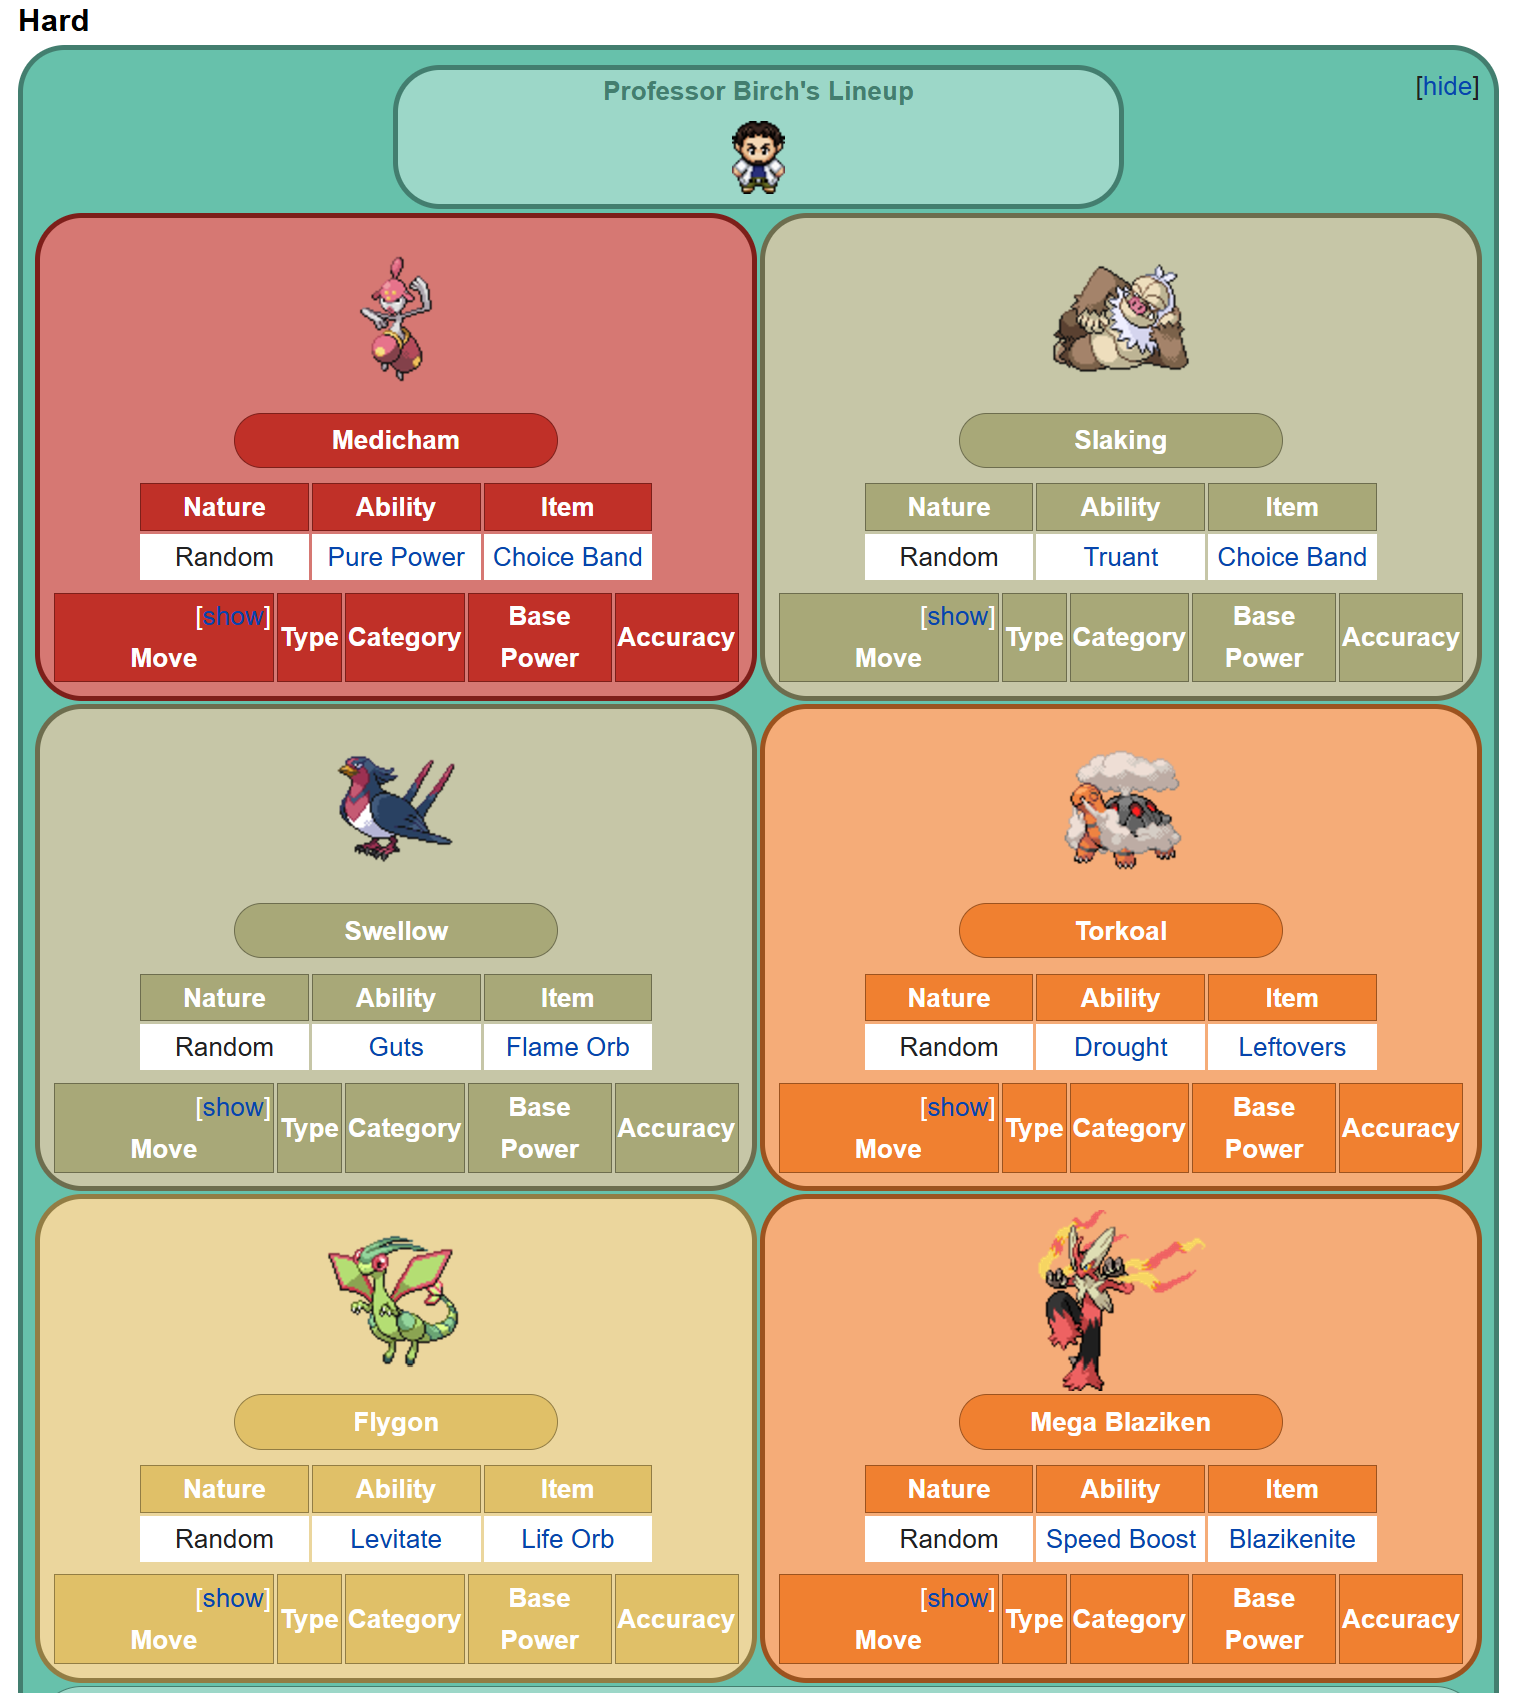 Hard
Professor Birch's Lineup
[hide]
Medicham
Nature Ability Item
Random Pure Power Choice Band
[show]
Move Type Category Base Power Accuracy
Slaking
Nature Ability Item
Random Truant Choice Band
[show]
Move Type Category Base Power Accuracy
Swellow
Nature Ability Item
Random Guts Flame Orb
[show]
Move Type Category Base Power Accuracy
Torkoal
Nature Ability Item
Random Drought Leftovers
[show]
Move Type Category Base Power Accuracy
Flygon
Nature Ability Item
Random Levitate Life Orb
[show]
Move Type Category Base Power Accuracy
Mega Blaziken
Nature Ability Item
Random Speed Boost Blazikenite
[show]
Move Type Category Base Power Accuracy